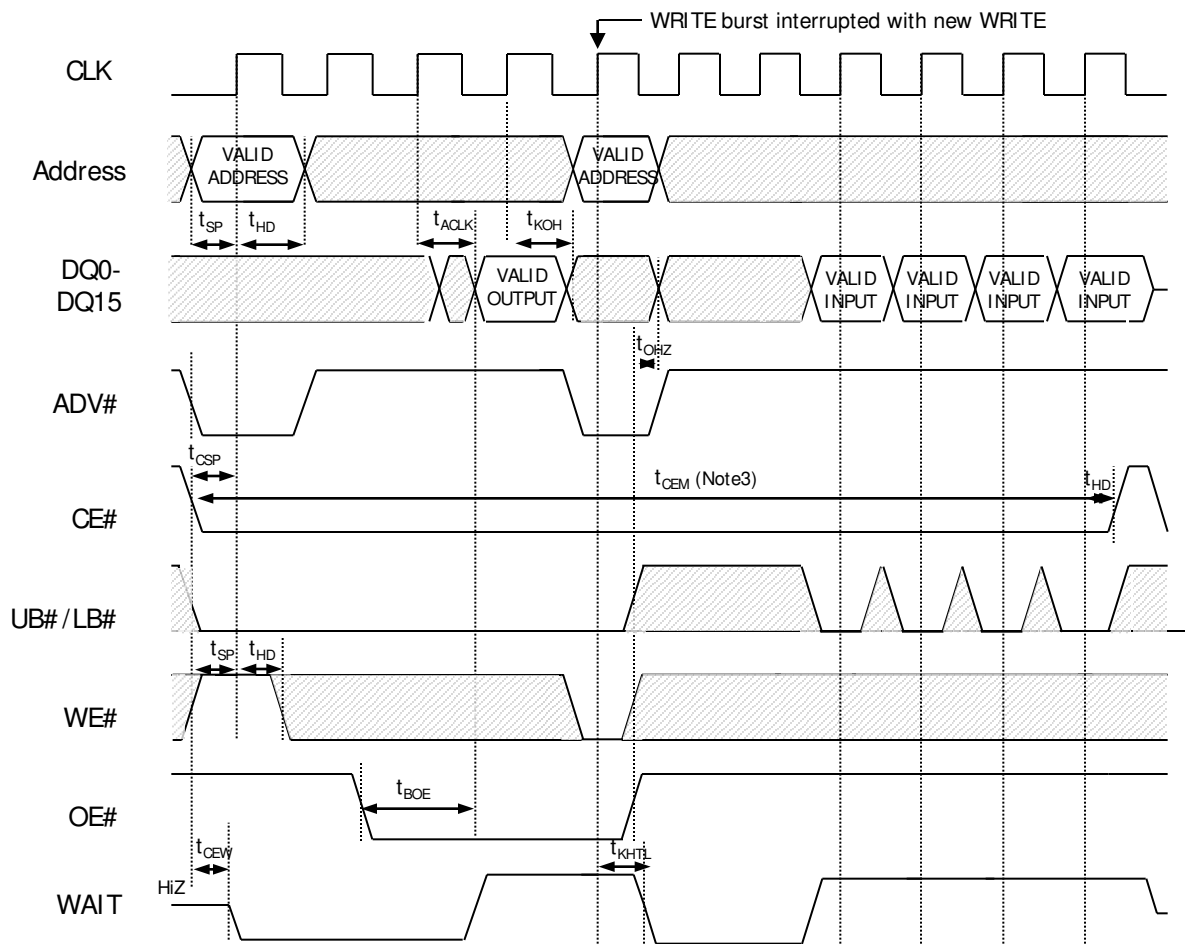 WRITE burst interrupted with new WRITE
CLK
Address
VALID
ADDRESS
VALID
ADDRESS
tSP
tHD
tACLK
tKOH
DQ0-
DQ15
VALID
OUTPUT
VALID
INPUT
VALID
INPUT
VALID
INPUT
VALID
INPUT
tOHZ
ADV#
tCSP
tCEM (Note3)
tHD
CE#
UB# / LB#
tSP
tHD
WE#
tBOE
OE#
tCEW
tKHTL
HiZ
WAIT